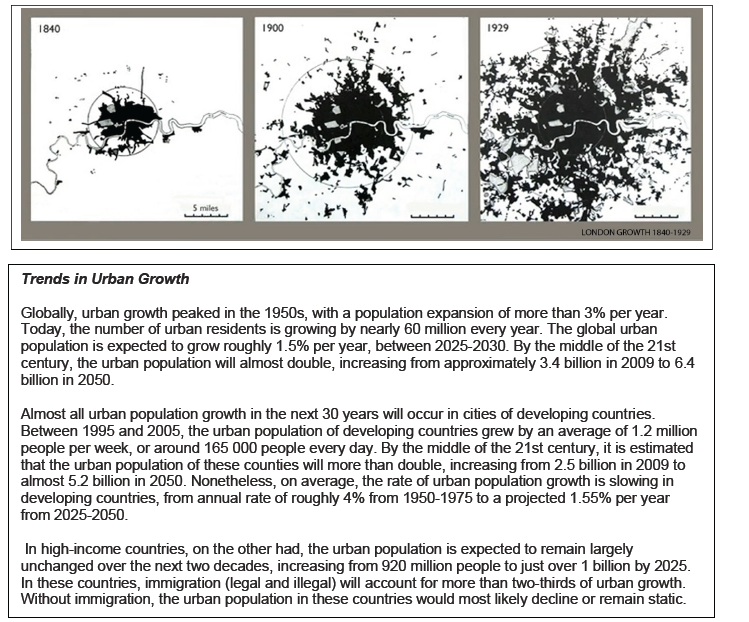 1840
1900
1929
5 miles
LONDON GROWTH 1840-1929
Trends in Urban Growth
Globally, urban growth peaked in the 1950s, with a population expansion of more than 3% per year.
Today, the number of urban residents is growing by nearly 60 million every year. The global urban
population is expected to grow roughly 1.5% per year, between 2025-2030. By the middle of the 21st
century, the urban population will almost double, increasing from approximately 3.4 billion in 2009 to 6.4
billion in 2050.
Almost all urban population growth in the next 30 years will occur in cities of developing countries.
Between 1995 and 2005, the urban population of developing countries grew by an average of 1.2 million
people per week, or around 165 000 people every day. By the middle of the 21st century, it is estimated
that the urban population of these counties will more than double, increasing from 2.5 billion in 2009 to
almost 5.2 billion in 2050. Nonetheless, on average, the rate of urban population growth is slowing in
developing countries, from annual rate of roughly 4% from 1950-1975 to a projected 1.55% per year
from 2025-2050.
In high-income countries, on the other had, the urban population is expected to remain largely
unchanged over the next two decades, increasing from 920 million people to just over 1 billion by 2025.
In these countries, immigration (legal and illegal) will account for more than two-thirds of urban growth.
Without immigration, the urban population in these countries would most likely decline or remain static.